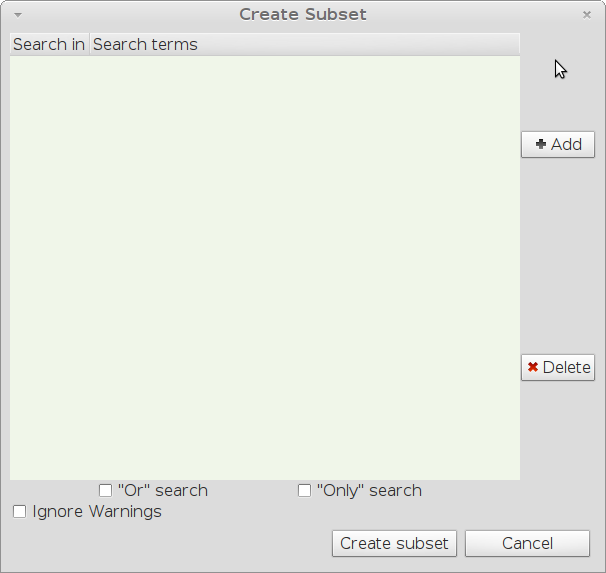 Create Subset
Search in Search terms
Add
Delete
"Or" search "Only" search
Ignore Warnings
Create subset Cancel